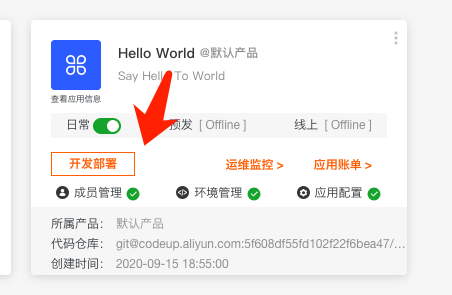 Hello World @默认产品
Say Hello To World
查看应用信息
日常 预发 [ Offline ] 线上 [ Offline ]
开发部署 运维监控 > 应用账单 >
成员管理 环境管理 应用配置
所属产品： 默认产品
代码仓库： git@codeup.aliyun.com:5f608df55fd102f22f6bea47/...
创建时间： 2020-09-15 18:55:00